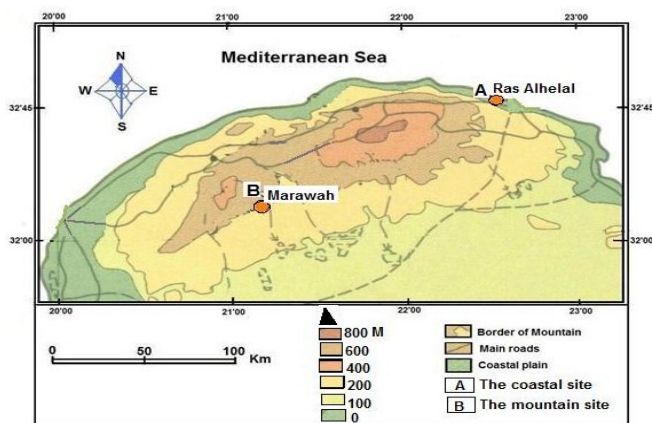 20'00 21'00 22'00 23'00
Mediterranean Sea
N
W E
S
32'45 32'45
A Ras Alhelal
B Marawah
32'00 32'00
20'00 21'00 22'00 23'00
800 M
600
400
200
100
0
0 50 100
Km
Border of Mountain
Main roads
Coastal plain
A The coastal site
B The mountain site